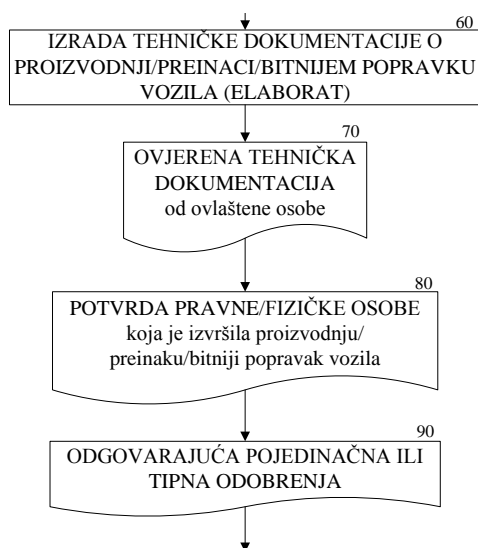 60
IZRADA TEHNIČKE DOKUMENTACIJE O
PROIZVODNJI/PREINACI/BITNIJEM POPRAVKU
VOZILA (ELABORAT)
70
OVJERENA TEHNIČKA
DOKUMENTACIJA
od ovlaštene osobe
80
POTVRDA PRAVNE/FIZIČKE OSOBE
koja je izvršila proizvodnju/
preinaku/bitniji popravak vozila
90
ODGOVARAJUĆA POJEDINAČNA ILI
TIPNA ODOBRENJA